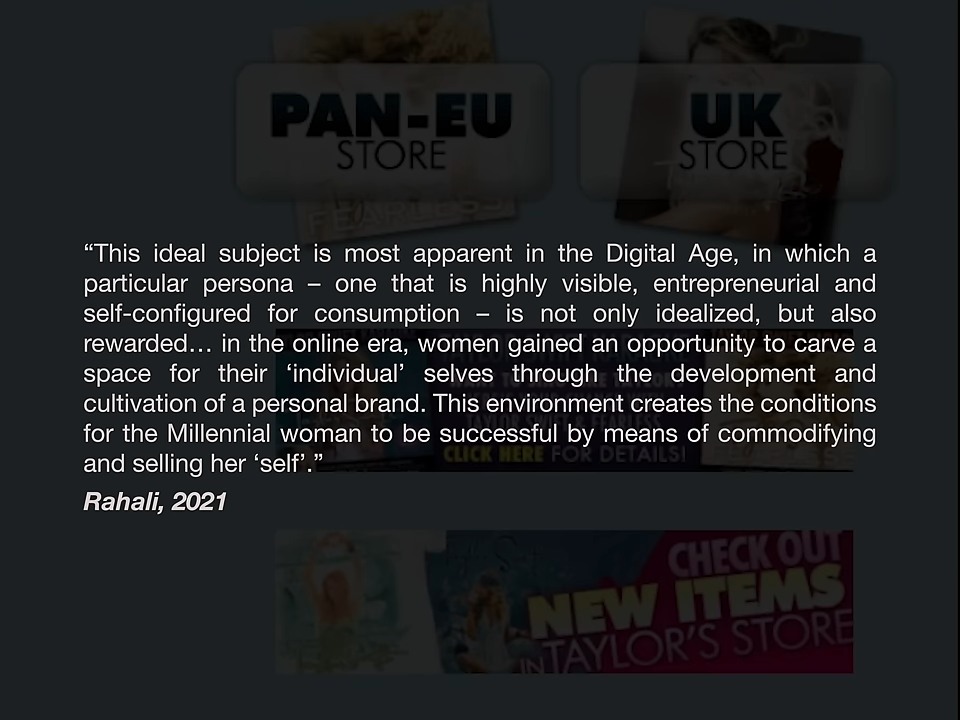 PAN-EU
STORE
UK
STORE
FEARLESS
“This ideal subject is most apparent in the Digital Age, in which a
particular persona – one that is highly visible, entrepreneurial and
self-configured for consumption – is not only idealized, but also
rewarded… in the online era, women gained an opportunity to carve a
space for their ‘individual’ selves through the development and
cultivation of a personal brand. This environment creates the conditions
for the Millennial woman to be successful by means of commodifying
and selling her ‘self’.”
Rahali, 2021
CLICK HERE FOR DETAILS!
CHECK OUT
NEW ITEMS
IN TAYLOR'S STORE